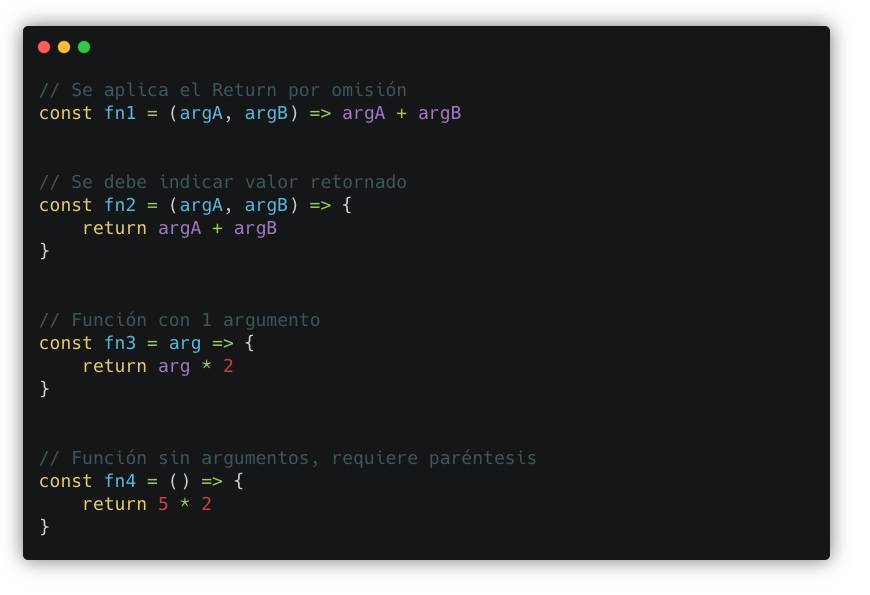 // Se aplica el Return por omisión
const fn1 = (argA, argB) => argA + argB
// Se debe indicar valor retornado
const fn2 = (argA, argB) => {
    return argA + argB
}
// Función con 1 argumento
const fn3 = arg => {
    return arg * 2
}
// Función sin argumentos, requiere paréntesis
const fn4 = () => {
    return 5 * 2
}